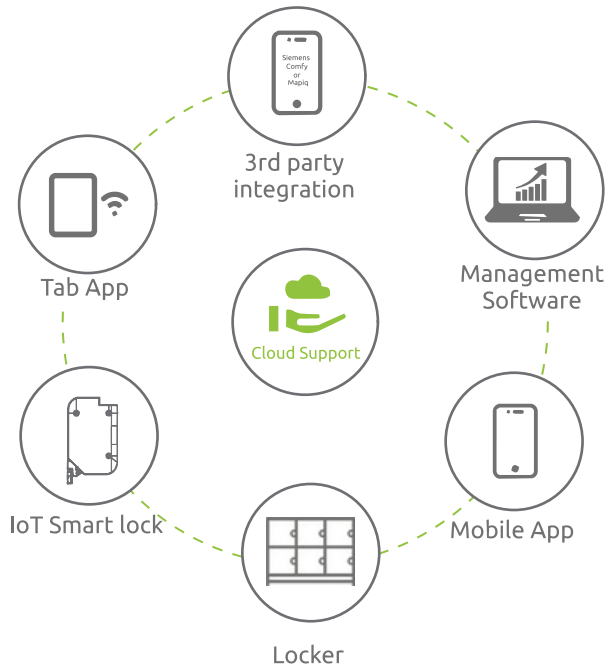 Siemens
Comfy
or
Mapiq
3rd party
integration
Tab App
Management
Software
Cloud Support
IoT Smart lock
Mobile App
Locker